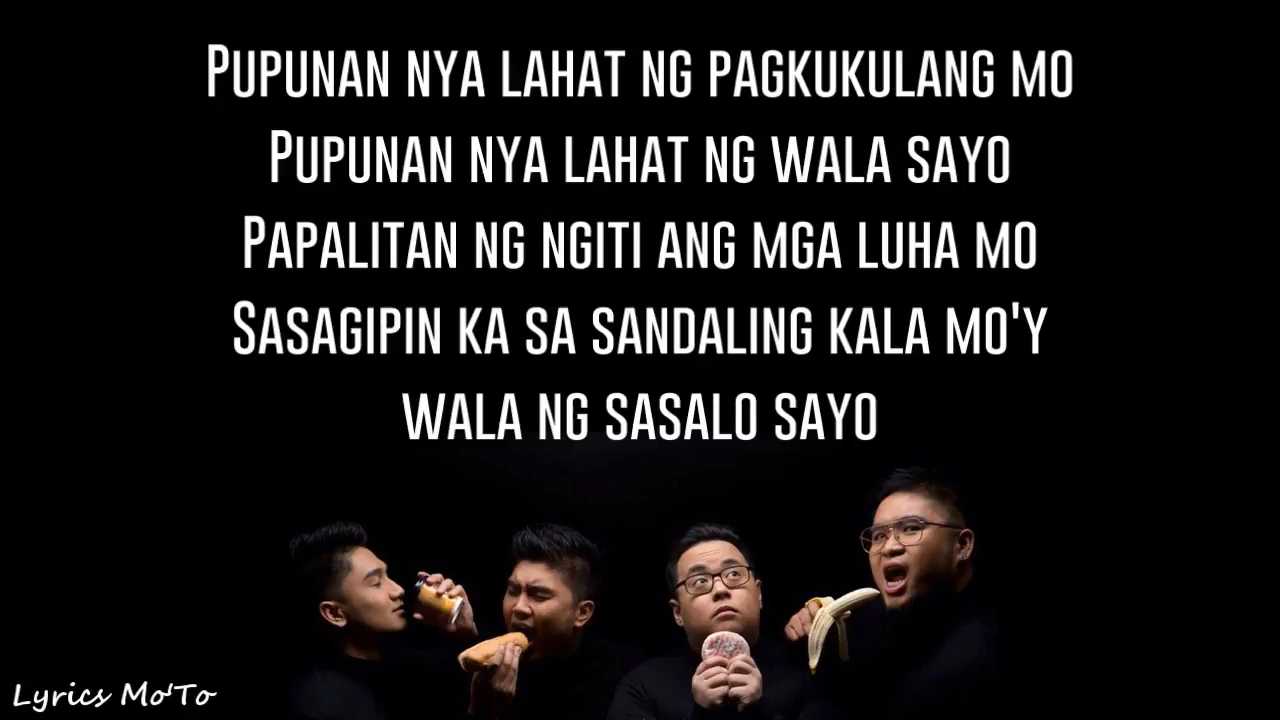 PUPUNAN NYA LAHAT NG PAGKUKULANG MO
PUPUNAN NYA LAHAT NG WALA SAYO
PAPALITAN NG NGITI ANG MGA LUHA MO
SASAGIPIN KA SA SANDALING KALA MO'Y
WALA NG SASALO SAYO
Lyrics Mo'To